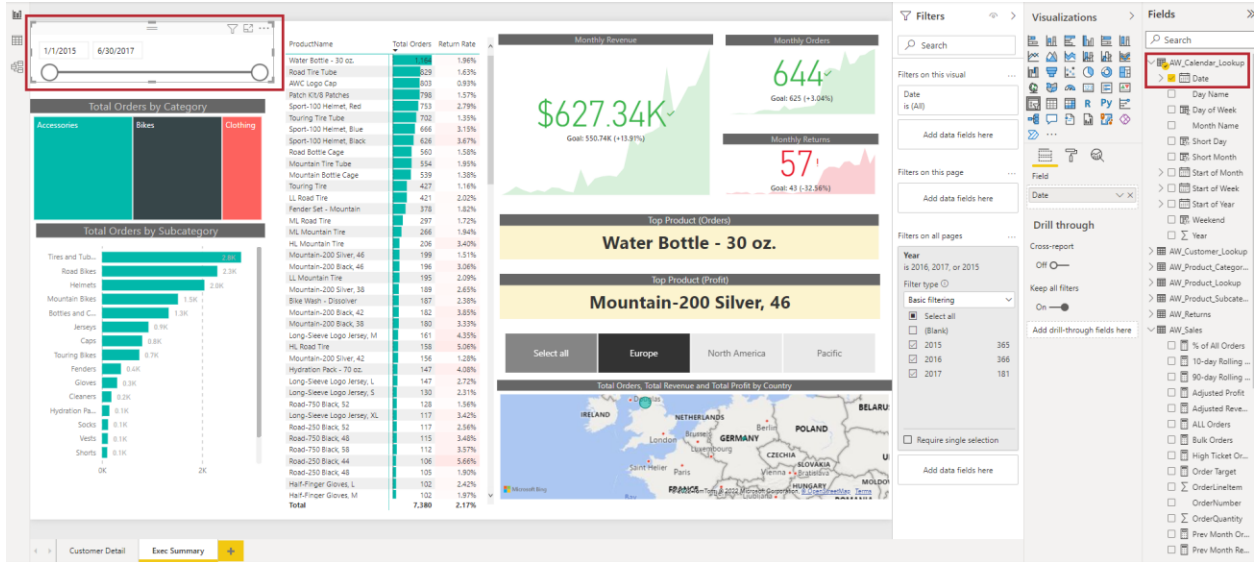 1/1/2015 6/30/2017
Total Orders by Category
Accessories Bikes Clothing
Total Orders by Subcategory
Tires and Tub... 2.8K
Road Bikes 2.3K
Helmets 2.0K
Mountain Bikes 1.5K
Bottles and C... 1.3K
Jerseys 0.9K
Caps 0.8K
Touring Bikes 0.7K
Fenders 0.4K
Gloves 0.3K
Cleaners 0.2K
Hydration Pa... 0.1K
Socks 0.1K
Vests 0.1K
Shorts 0.1K
0K 2K
ProductName Total Orders Return Rate
Water Bottle - 30 oz. 1.96%
Road Tire Tube 829 1.63%
AWC Logo Cap 803 0.93%
Patch Kit/8 Patches 798 1.57%
Sport-100 Helmet, Red 753 2.79%
Touring Tire Tube 702 1.35%
Sport-100 Helmet, Blue 666 3.15%
Sport-100 Helmet, Black 626 3.67%
Road Bottle Cage 560 1.58%
Mountain Tire Tube 554 1.95%
Mountain Bottle Cage 539 1.38%
Touring Tire 427 1.16%
LL Road Tire 421 2.02%
Fender Set - Mountain 378 1.82%
ML Road Tire 297 1.72%
ML Mountain Tire 266 1.94%
HL Mountain Tire 206 3.40%
Mountain-200 Silver, 46 199 1.51%
Mountain-200 Black, 46 196 3.06%
LL Mountain Tire 195 2.09%
Mountain-200 Silver, 38 189 2.65%
Bike Wash - Dissolver 187 2.38%
Mountain-200 Black, 42 182 3.85%
Mountain-200 Black, 38 180 3.33%
Long-Sleeve Logo Jersey, M 161 4.35%
HL Road Tire 158 5.06%
Mountain-200 Silver, 42 156 1.28%
Hydration Pack - 70 oz. 147 4.08%
Long-Sleeve Logo Jersey, L 147 2.72%
Long-Sleeve Logo Jersey, S 130 2.31%
Road-750 Black, 52 128 1.56%
Long-Sleeve Logo Jersey, XL 117 3.42%
Road-250 Black, 52 117 2.56%
Road-750 Black, 48 115 3.48%
Road-750 Black, 58 112 3.57%
Road-250 Black, 44 106 5.66%
Road-250 Black, 48 105 1.90%
Half-Finger Gloves, L 102 2.42%
Half-Finger Gloves, M 102 1.97%
Total 7,380 2.17%
Monthly Revenue
$627.34K
Goal: 550.74K (+13.91%)
Monthly Orders
644
Goal: 625 (+3.04%)
Monthly Returns
57!
Goal: 43 (-32.56%)
Top Product (Orders)
Water Bottle - 30 oz.
Top Product (Profit)
Mountain-200 Silver, 46
Select all Europe North America Pacific
Total Orders, Total Revenue and Total Profit by Country
Douglas
IRELAND
NETHERLANDS
BELARU
London
Berlin
POLAND
GERMANY
Luxembourg
Saint Helier
Paris
CZECHIA
SLOVAKIA
Vienna
Bratislava
HUNGARY
MOLDO
Microsoft Bing
Terms
Customer Detail Exec Summary +
Filters
Search
Filters on this visual ...
Date
is (All)
Add data fields here
Filters on this page ...
Add data fields here
Filters on all pages ...
Year
is 2016, 2017, or 2015
Filter type
Basic filtering
Select all
(Blank)
2015 365
2016 366
2017 181
Require single selection
Add data fields here
Visualizations
R Py
Field
Date
Drill through
Cross-report
Off
Keep all filters
On
Add drill-through fields here
Fields
Search
AW_Calendar_Lookup
Date
Day Name
Day of Week
Month Name
Short Day
Short Month
Start of Month
Start of Week
Start of Year
Weekend
Year
AW_Customer_Lookup
AW_Product_Categor...
AW_Product_Lookup
AW_Product_Subcate...
AW_Returns
AW_Sales
% of All Orders
10-day Rolling ...
90-day Rolling ...
Adjusted Profit
Adjusted Reve...
ALL Orders
Bulk Orders
High Ticket Or...
Order Target
OrderLineItem
OrderNumber
OrderQuantity
Prev Month Or...
Prev Month Re...